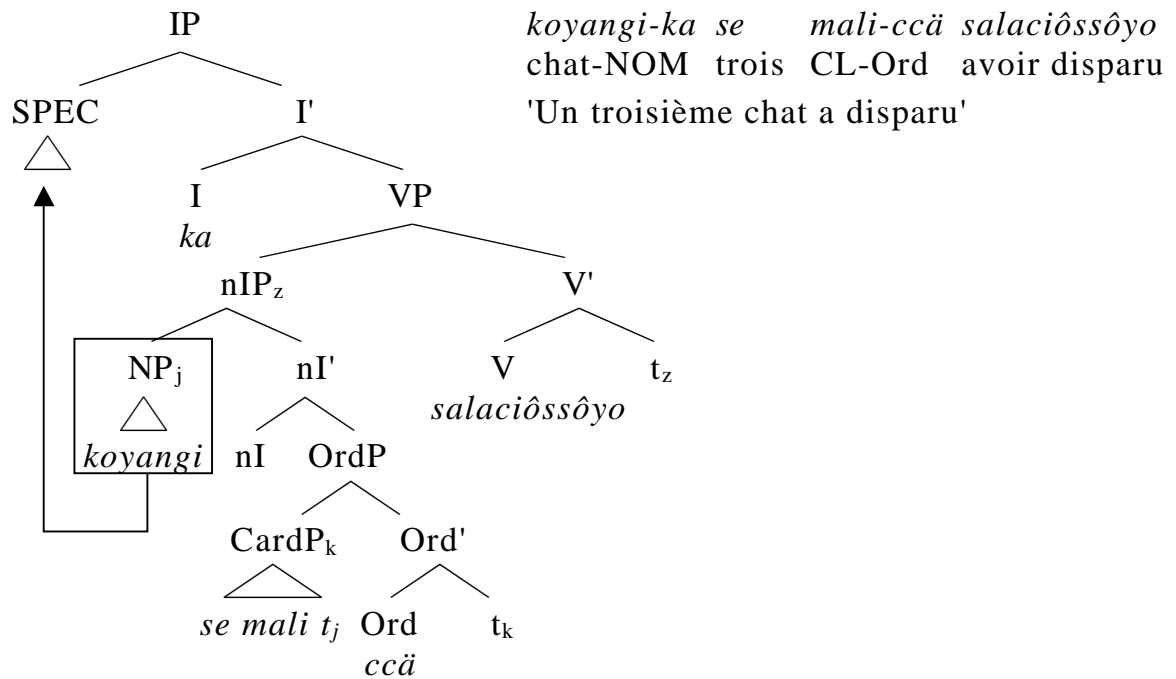 IP koyangi-ka se mali-ccä salaciôssôyo
chat-NOM trois CL-Ord avoir disparu
SPEC I' 'Un troisième chat a disparu'
I VP
ka
nIPz V'
NPj nI' V tz
salaciôssôyo
koyangi nI OrdP
CardPk Ord'
se mali tj Ord tk
ccä